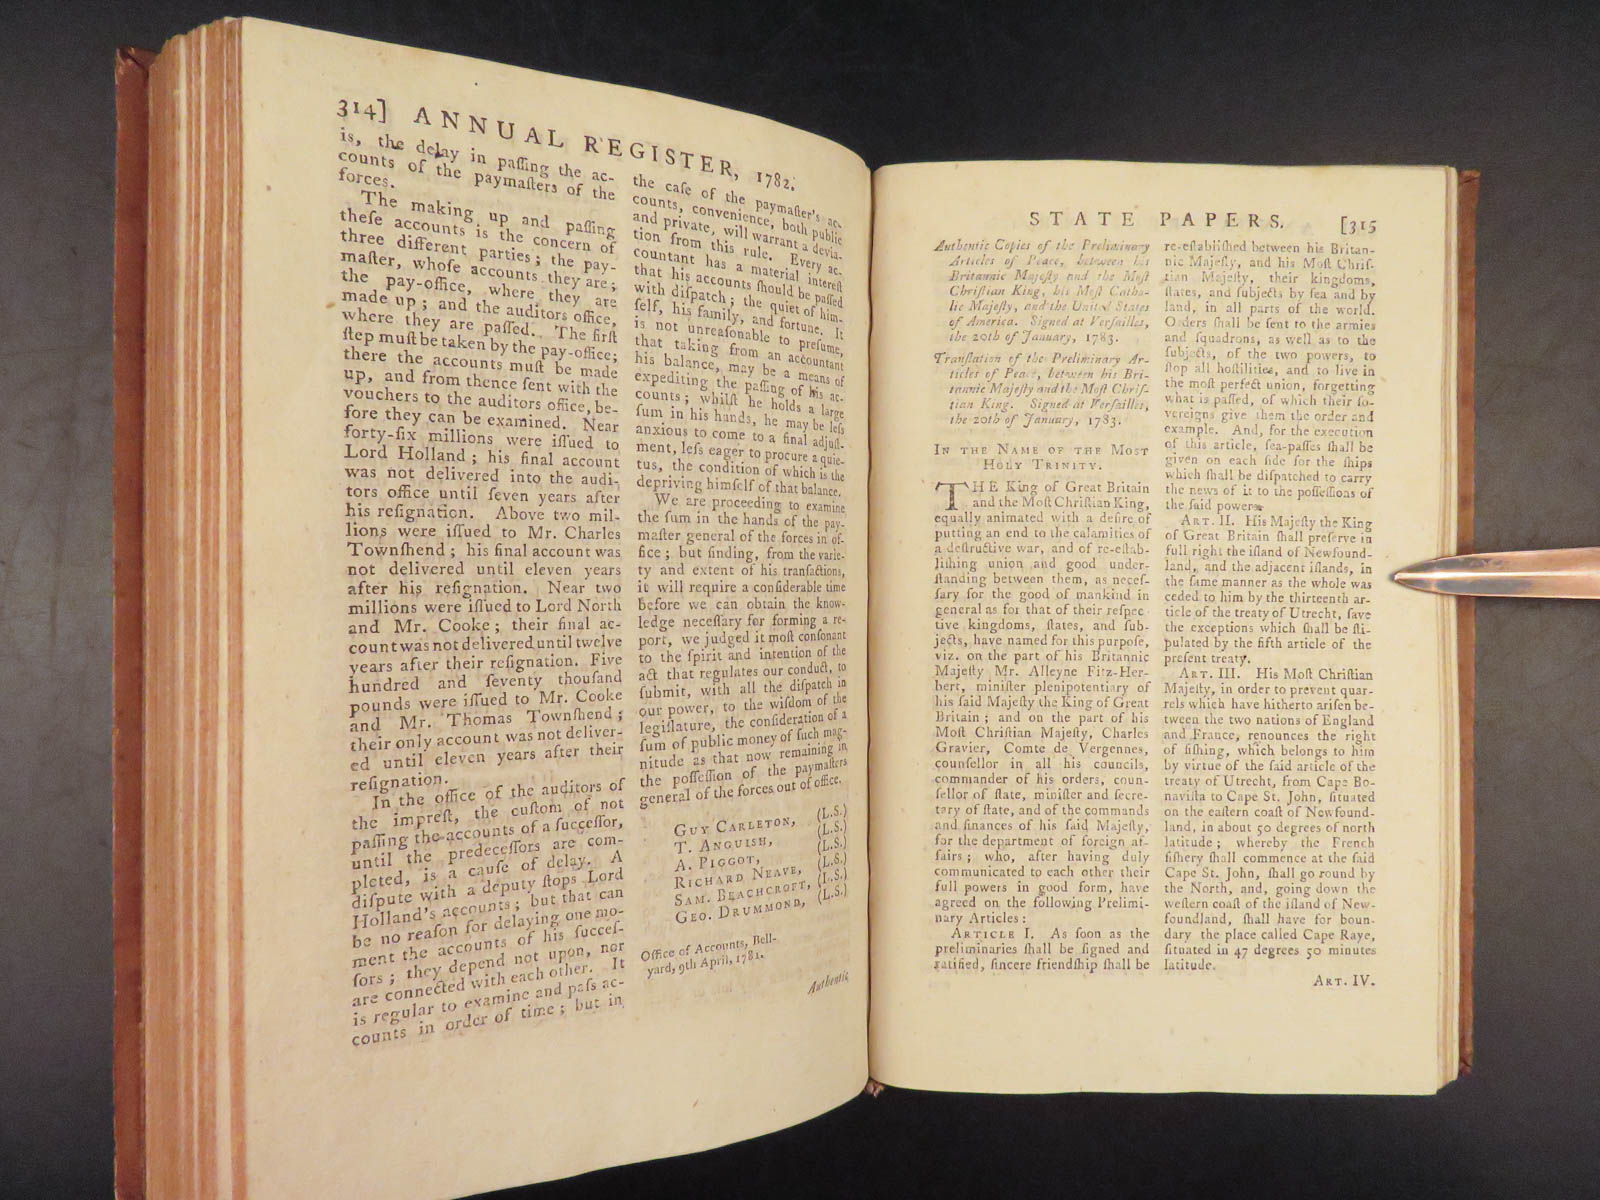 314] ANNUAL REGISTER, 1782.
is, the delay in paſſing the ac-
counts of the paymaſters of the
forces.
The making up and paſſing
theſe accounts is the concern of
three different parties; the pay-
maſter, whoſe accounts they are;
the pay-office, where they are
made up; and the auditors office,
where they are paſſed. The firſt
ſtep muſt be taken by the pay-office;
there the accounts muſt be made
up, and from thence ſent with the
vouchers to the auditors office, be-
fore they can be examined. Near
forty-ſix millions were iſſued to
Lord Holland; his final account
was not delivered into the audi-
tors office until ſeven years after
his reſignation. Above two mil-
lions were iſſued to Mr. Charles
Townſhend; his final account was
not delivered until eleven years
after his reſignation. Near two
millions were iſſued to Lord North
and Mr. Cooke; their final ac-
count was not delivered until twelve
years after their reſignation. Five
hundred and ſeventy thouſand
pounds were iſſued to Mr. Cooke
and Mr. Thomas Townſhend;
their only account was not deliver-
ed until eleven years after their
reſignation.
In the office of the auditors of
the impreſt, the cuſtom of not
paſſing the accounts of a ſucceſſor,
until the predeceſſors are com-
pleted, is a cauſe of delay. A
diſpute with a deputy ſtops Lord
Holland's accounts; but that can
be no reaſon for delaying one mo-
ment the accounts of his ſucceſ-
ſors; they depend not upon, nor
are connected with each other. It
is regular to examine and paſs ac-
counts in order of time; but in
the caſe of the paymaſter's ac-
counts, convenience, both public
and private, will warrant a devia-
tion from this rule. Every ac-
countant has a material intereſt
that his accounts ſhould be paſſed
with diſpatch; the quiet of him-
ſelf, his family, and fortune. It
is not unreaſonable to preſume,
that taking from an accountant
his balance, may be a means of
expediting the paſſing of his ac-
counts; whilſt he holds a large
ſum in his hands, he may be leſs
anxious to come to a final adjuſt-
ment, leſs eager to procure a quie-
tus, the condition of which is the
depriving himſelf of that balance.
We are proceeding to examine
the ſum in the hands of the pay-
maſter general of the forces in of-
fice; but finding, from the varie-
ty and extent of his tranſactions,
it will require a conſiderable time
before we can obtain the know-
ledge neceſſary for forming a re-
port, we judged it moſt conſonant
to the ſpirit and intention of the
act that regulates our conduct, to
ſubmit, with all the diſpatch in
our power, to the wiſdom of the
legiſlature, the conſideration of a
ſum of public money of ſuch mag-
nitude as that now remaining in
the poſſeſſion of the paymaſters
general of the forces out of office.
GUY CARLETON, (L.S.)
T. ANGUISH, (L.S.)
A. PIGGOT, (L.S.)
RICHARD NEAVE, (L.S.)
SAM. BEACHCROFT, (L.S.)
GEO. DRUMMOND, (L.S.)
Office of Accounts, Bell-
yard, 9th April, 1781.
Authentic
STATE PAPERS. [315
Authentic Copies of the Preliminary
Articles of Peace, between his
Britannic Majeſty and the Moſt
Chriſtian King, his Moſt Catho-
lic Majeſty, and the United States
of America. Signed at Verſailles,
the 20th of January, 1783.
Tranſlation of the Preliminary Ar-
ticles of Peace, between his Bri-
tannic Majeſty and the Moſt Chriſ-
tian King. Signed at Verſailles,
the 20th of January, 1783.
IN THE NAME OF THE MOST
HOLY TRINITY.
THE King of Great Britain
and the Moſt Chriſtian King,
equally animated with a deſire of
putting an end to the calamities of
a deſtructive war, and of re-eſtab-
liſhing union and good under-
ſtanding between them, as neceſ-
ſary for the good of mankind in
general as for that of their reſpec-
tive kingdoms, ſtates, and ſub-
jects, have named for this purpoſe,
viz. on the part of his Britannic
Majeſty Mr. Alleyne Fitz-Her-
bert, miniſter plenipotentiary of
his ſaid Majeſty the King of Great
Britain; and on the part of his
Moſt Chriſtian Majeſty, Charles
Gravier, Comte de Vergennes,
counſellor in all his councils,
commander of his orders, coun-
ſellor of ſtate, miniſter and ſecre-
tary of ſtate, and of the commands
and finances of his ſaid Majeſty,
for the department of foreign af-
fairs; who, after having duly
communicated to each other their
full powers in good form, have
agreed on the following Prelimi-
nary Articles:
ARTICLE I. As ſoon as the
preliminaries ſhall be ſigned and
ratified, ſincere friendſhip ſhall be
re-eſtabliſhed between his Britan-
nic Majeſty, and his Moſt Chriſ-
tian Majeſty, their kingdoms,
ſtates, and ſubjects by ſea and by
land, in all parts of the world.
Orders ſhall be ſent to the armies
and ſquadrons, as well as to the
ſubjects, of the two powers, to
ſtop all hoſtilities, and to live in
the moſt perfect union, forgetting
what is paſſed, of which their ſo-
vereigns give them the order and
example. And, for the execution
of this article, ſea-paſſes ſhall be
given on each ſide for the ſhips
which ſhall be diſpatched to carry
the news of it to the poſſeſſions of
the ſaid powers.
ART. II. His Majeſty the King
of Great Britain ſhall preſerve in
full right the iſland of Newfound-
land, and the adjacent iſlands, in
the ſame manner as the whole was
ceded to him by the thirteenth ar-
ticle of the treaty of Utrecht, ſave
the exceptions which ſhall be ſti-
pulated by the fifth article of the
preſent treaty.
ART. III. His Moſt Chriſtian
Majeſty, in order to prevent quar-
rels which have hitherto ariſen be-
tween the two nations of England
and France, renounces the right
of fiſhing, which belongs to him
by virtue of the ſaid article of the
treaty of Utrecht, from Cape Bo-
naviſta to Cape St. John, ſituated
on the eaſtern coaſt of Newfound-
land, in about 50 degrees of north
latitude; whereby the French
fiſhery ſhall commence at the ſaid
Cape St. John, ſhall go round by
the North, and, going down the
weſtern coaſt of the iſland of New-
foundland, ſhall have for boun-
dary the place called Cape Raye,
ſituated in 47 degrees 50 minutes
latitude.
ART. IV.